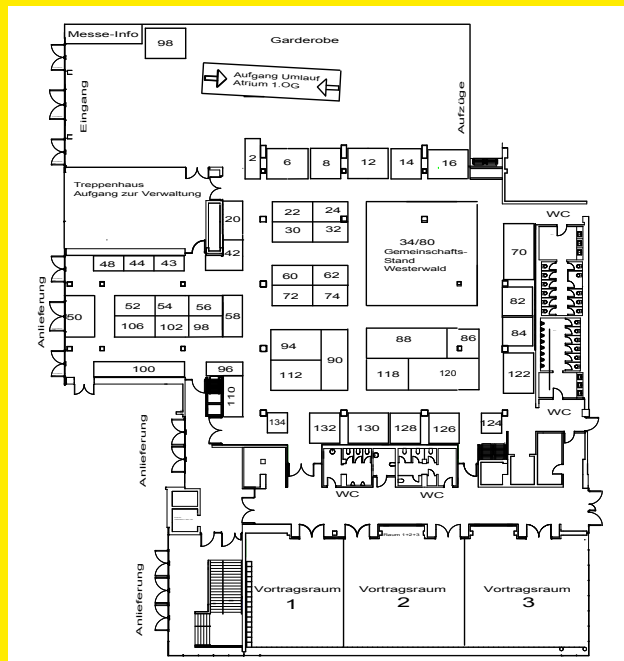 Messe-Info
98
Garderobe
Aufgang Umlauf
Atrium 1.OG
Eingang
Aufzüge
2
6
8
12
14
16
Treppenhaus
Aufgang zur Verwaltung
20
22
24
30
32
34/80
Gemeinschafts-
Stand
Westerwald
WC
70
42
48
44
43
60
62
72
74
82
84
Anlieferung
50
52
54
56
58
106
102
98
94
90
112
88
86
118
120
122
100
96
110
WC
134
132
130
128
126
124
Anlieferung
WC
WC
Raum 1+2+3
Anlieferung
Vortragsraum
1
Vortragsraum
2
Vortragsraum
3